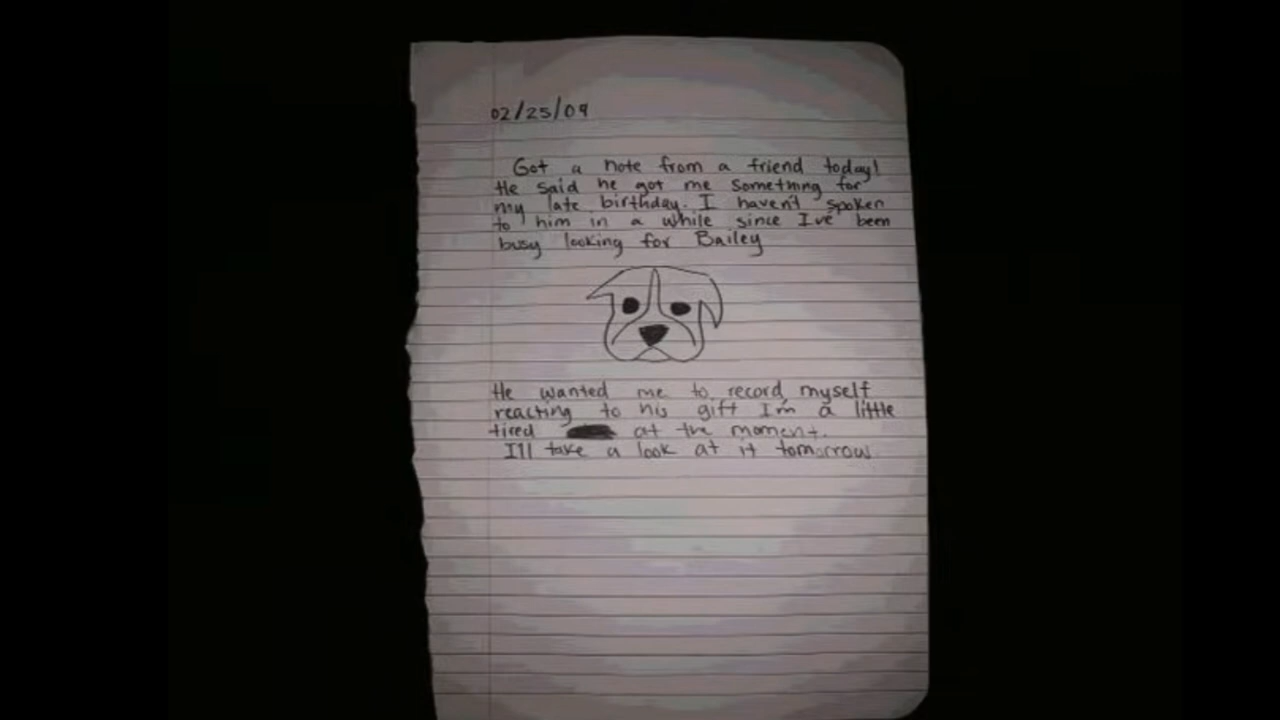 02/25/09
Got a note from a friend today!
He said he got me something for
my late birthday. I haven't spoken
to him in a while since I've been
busy looking for Bailey
He wanted me to record myself
reacting to his gift I'm a little
tired at the moment.
I'll take a look at it tomorrow